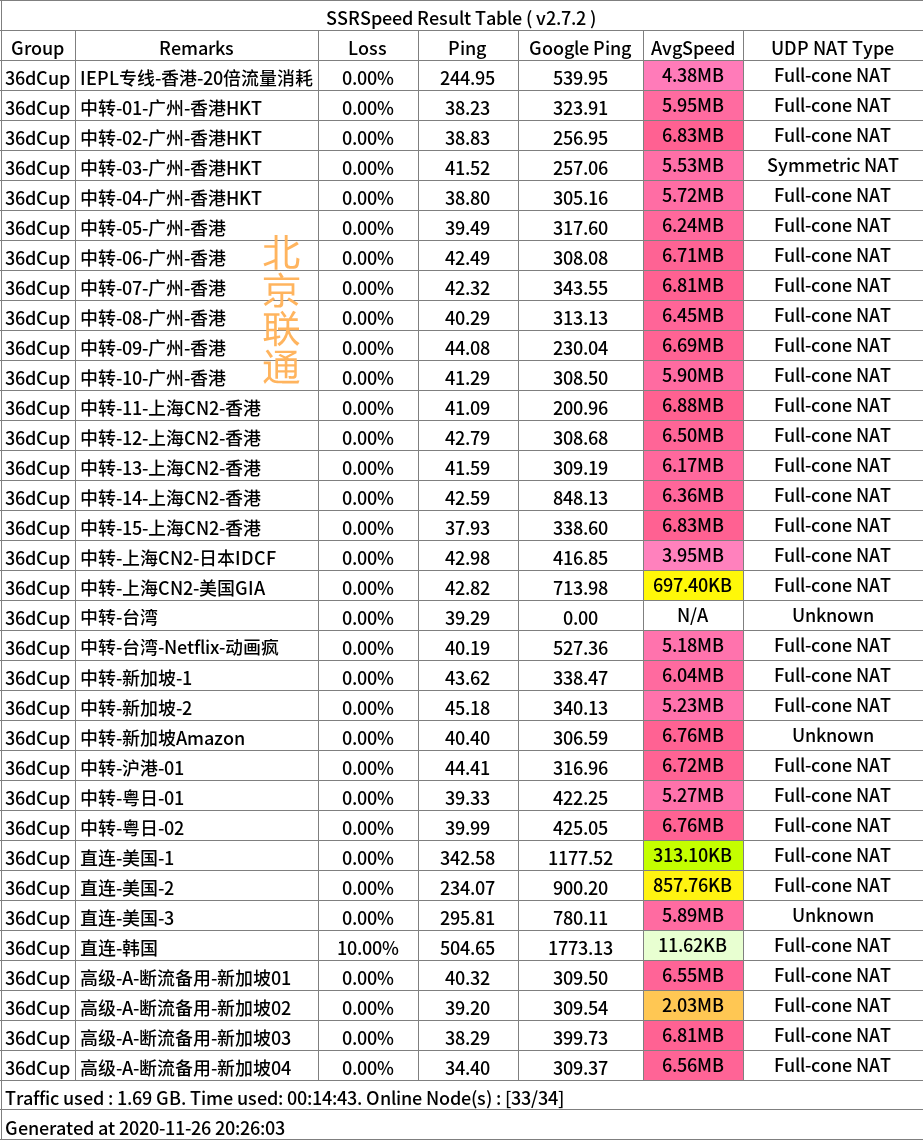 SSRSpeed Result Table ( v2.7.2 )
Group Remarks Loss Ping Google Ping AvgSpeed UDP NAT Type
36dCup IEPL专线-香港-20倍流量消耗 0.00% 244.95 539.95 4.38MB Full-cone NAT
36dCup 中转-01-广州-香港HKT 0.00% 38.23 323.91 5.95MB Full-cone NAT
36dCup 中转-02-广州-香港HKT 0.00% 38.83 256.95 6.83MB Full-cone NAT
36dCup 中转-03-广州-香港HKT 0.00% 41.52 257.06 5.53MB Symmetric NAT
36dCup 中转-04-广州-香港HKT 0.00% 38.80 305.16 5.72MB Full-cone NAT
36dCup 中转-05-广州-香港 0.00% 39.49 317.60 6.24MB Full-cone NAT
36dCup 中转-06-广州-香港 0.00% 42.49 308.08 6.71MB Full-cone NAT
36dCup 中转-07-广州-香港 0.00% 42.32 343.55 6.81MB Full-cone NAT
36dCup 中转-08-广州-香港 0.00% 40.29 313.13 6.45MB Full-cone NAT
36dCup 中转-09-广州-香港 0.00% 44.08 230.04 6.69MB Full-cone NAT
36dCup 中转-10-广州-香港 0.00% 41.29 308.50 5.90MB Full-cone NAT
北京联通
36dCup 中转-11-上海CN2-香港 0.00% 41.09 200.96 6.88MB Full-cone NAT
36dCup 中转-12-上海CN2-香港 0.00% 42.79 308.68 6.50MB Full-cone NAT
36dCup 中转-13-上海CN2-香港 0.00% 41.59 309.19 6.17MB Full-cone NAT
36dCup 中转-14-上海CN2-香港 0.00% 42.59 848.13 6.36MB Full-cone NAT
36dCup 中转-15-上海CN2-香港 0.00% 37.93 338.60 6.83MB Full-cone NAT
36dCup 中转-上海CN2-日本IDCF 0.00% 42.98 416.85 3.95MB Full-cone NAT
36dCup 中转-上海CN2-美国GIA 0.00% 42.82 713.98 697.40KB Full-cone NAT
36dCup 中转-台湾 0.00% 39.29 0.00 N/A Unknown
36dCup 中转-台湾-Netflix-动画疯 0.00% 40.19 527.36 5.18MB Full-cone NAT
36dCup 中转-新加坡-1 0.00% 43.62 338.47 6.04MB Full-cone NAT
36dCup 中转-新加坡-2 0.00% 45.18 340.13 5.23MB Full-cone NAT
36dCup 中转-新加坡Amazon 0.00% 40.40 306.59 6.76MB Unknown
36dCup 中转-沪港-01 0.00% 44.41 316.96 6.72MB Full-cone NAT
36dCup 中转-粤日-01 0.00% 39.33 422.25 5.27MB Full-cone NAT
36dCup 中转-粤日-02 0.00% 39.99 425.05 6.76MB Full-cone NAT
36dCup 直连-美国-1 0.00% 342.58 1177.52 313.10KB Full-cone NAT
36dCup 直连-美国-2 0.00% 234.07 900.20 857.76KB Full-cone NAT
36dCup 直连-美国-3 0.00% 295.81 780.11 5.89MB Unknown
36dCup 直连-韩国 10.00% 504.65 1773.13 11.62KB Full-cone NAT
36dCup 高级-A-断流备用-新加坡01 0.00% 40.32 309.50 6.55MB Full-cone NAT
36dCup 高级-A-断流备用-新加坡02 0.00% 39.20 309.54 2.03MB Full-cone NAT
36dCup 高级-A-断流备用-新加坡03 0.00% 38.29 399.73 6.81MB Full-cone NAT
36dCup 高级-A-断流备用-新加坡04 0.00% 34.40 309.37 6.56MB Full-cone NAT
Traffic used : 1.69 GB. Time used: 00:14:43. Online Node(s) : [33/34]
Generated at 2020-11-26 20:26:03